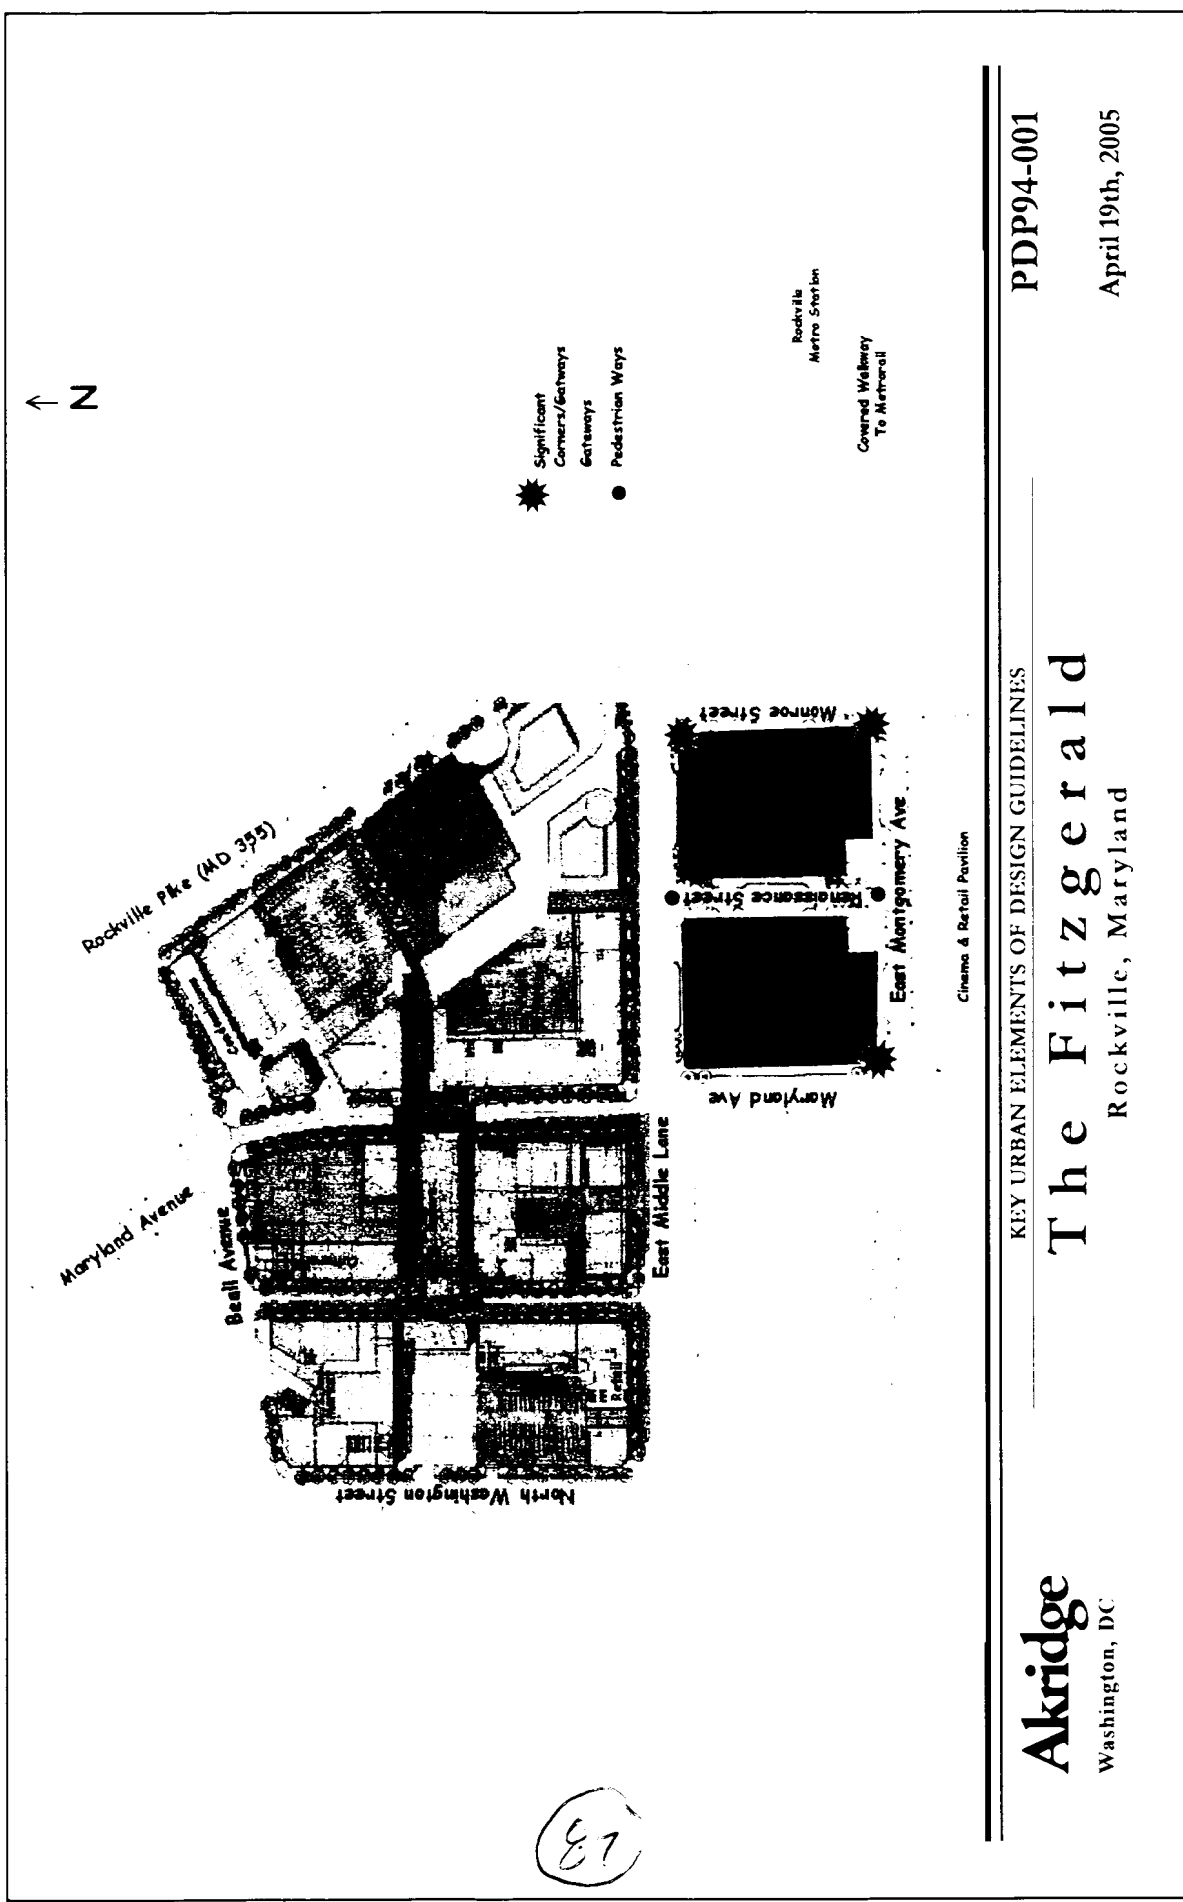 N
Rockville Pike (MD 355)
Maryland Avenue
Beall Avenue
North Washington Street
East Middle Lane
Retail
Significant
Corners/Gatways
Gateways
Pedestrian Ways
Maryland Ave
Renaissance Street
Monroe Street
East Montgomery Ave
Rockville
Metro Station
Covered Walkway
To Metrorail
Cinema & Retail Pavilion
Akridge
Washington, DC
KEY URBAN ELEMENTS OF DESIGN GUIDELINES
The Fitzgerald
Rockville, Maryland
PDP94-001
April 19th, 2005